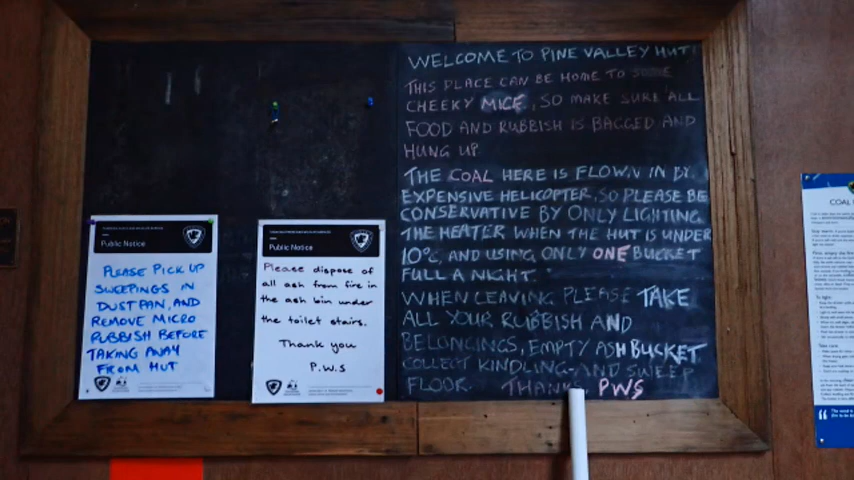 WELCOME TO PINE VALLEY HUT!
THIS PLACE CAN BE HOME TO SOME
CHEEKY MICE, SO MAKE SURE ALL
FOOD AND RUBBISH IS BAGGED AND
HUNG UP
THE COAL HERE IS FLOWN IN BY
EXPENSIVE HELICOPTER, SO PLEASE BE
CONSERVATIVE BY ONLY LIGHTING
THE HEATER WHEN THE HUT IS UNDER
10°C, AND USING ONLY ONE BUCKET
FULL A NIGHT.
WHEN LEAVING PLEASE TAKE
ALL YOUR RUBBISH AND
BELONGINGS, EMPTY ASH BUCKET
COLLECT KINDLING AND SWEEP
FLOOR. THANKS, PWS
Public Notice
PLEASE PICK UP
SWEEPINGS IN
DUSTPAN, AND
REMOVE MICRO
RUBBISH BEFORE
TAKING AWAY
FROM HUT
Public Notice
Please dispose of
all ash from fire in
the ash bin under
the toilet stairs.
Thank you
P.W.S
COAL